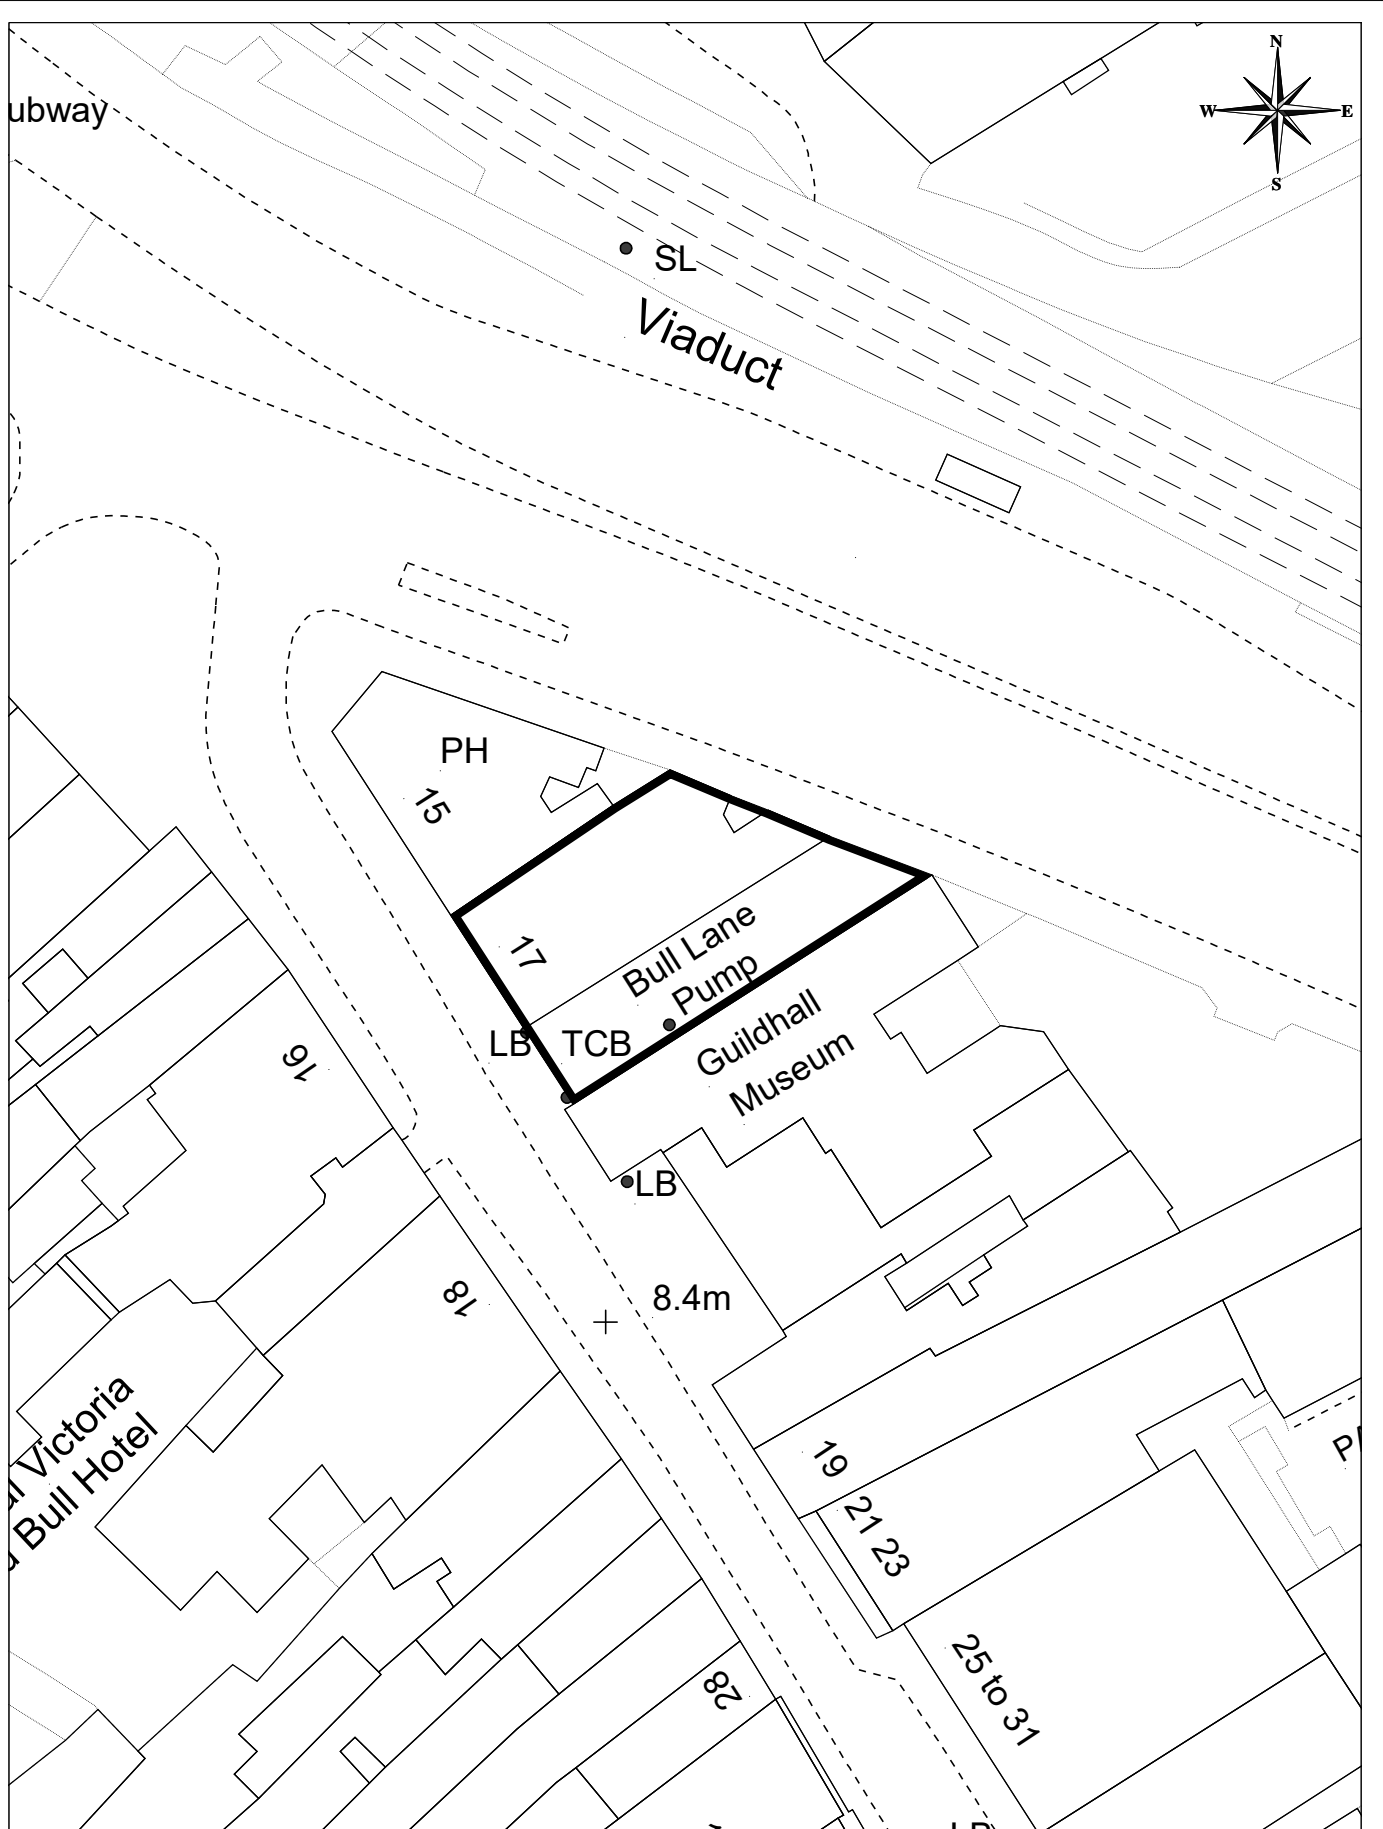 N
W E
S
ubway
SL
Viaduct
PH
15
17
Bull Lane
Pump
LB
TCB
Guildhall
Museum
16
LB
8.4m
18
Victoria
Bull Hotel
19
21 23
25 to 31
28